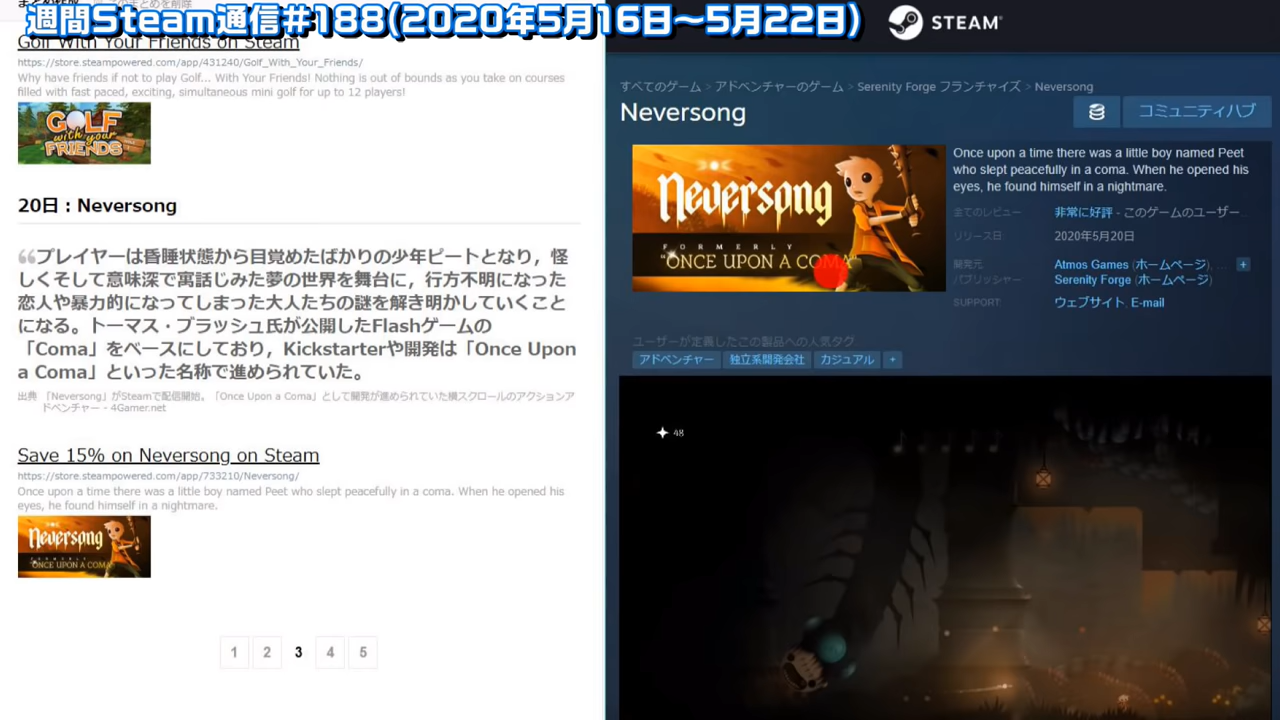 週間Steam通信#188(2020年5月16日～5月22日)
Golf With Your Friends on Steam
https://store.steampowered.com/app/431240/Golf_With_Your_Friends/
Why have friends if not to play Golf... With Your Friends! Nothing is out of bounds as you take on courses
filled with fast paced, exciting, simultaneous mini golf for up to 12 players!
GOLF
with your
FRIENDS
20日：Neversong
プレイヤーは昏睡状態から目覚めたばかりの少年ピートとなり，怪
しくそして意味深で寓話じみた夢の世界を舞台に，行方不明になった
恋人や暴力的になってしまった大人たちの謎を解き明かしていくこと
になる。トーマス・ブラッシュ氏が公開したFlashゲームの
「Coma」をベースにしており，Kickstarterや開発は「Once Upon
a Coma」といった名称で進められていた。
出典 「Neversong」がSteamで配信開始。「Once Upon a Coma」として開発が進められていた横スクロールのアクションア
ドベンチャー - 4Gamer.net
Save 15% on Neversong on Steam
https://store.steampowered.com/app/733210/Neversong/
Once upon a time there was a little boy named Peet who slept peacefully in a coma. When he opened his
eyes, he found himself in a nightmare.
Neversong
FORMERLY
"ONCE UPON A COMA
1 2 3 4 5
STEAM
すべてのゲーム > アドベンチャーのゲーム > Serenity Forge フランチャイズ > Neversong
Neversong
コミュニティハブ
Neversong
FORMERLY
"ONCE UPON A COMA"
Once upon a time there was a little boy named Peet
who slept peacefully in a coma. When he opened his
eyes, he found himself in a nightmare.
全てのレビュー 非常に好評 - このゲームのユーザー
リリース日 2020年5月20日
開発元 Atmos Games (ホームページ), ... +
パブリッシャー Serenity Forge (ホームページ)
SUPPORT: ウェブサイト, E-mail
ユーザーが定義したこの製品への人気タグ
アドベンチャー 独立系開発会社 カジュアル +
48